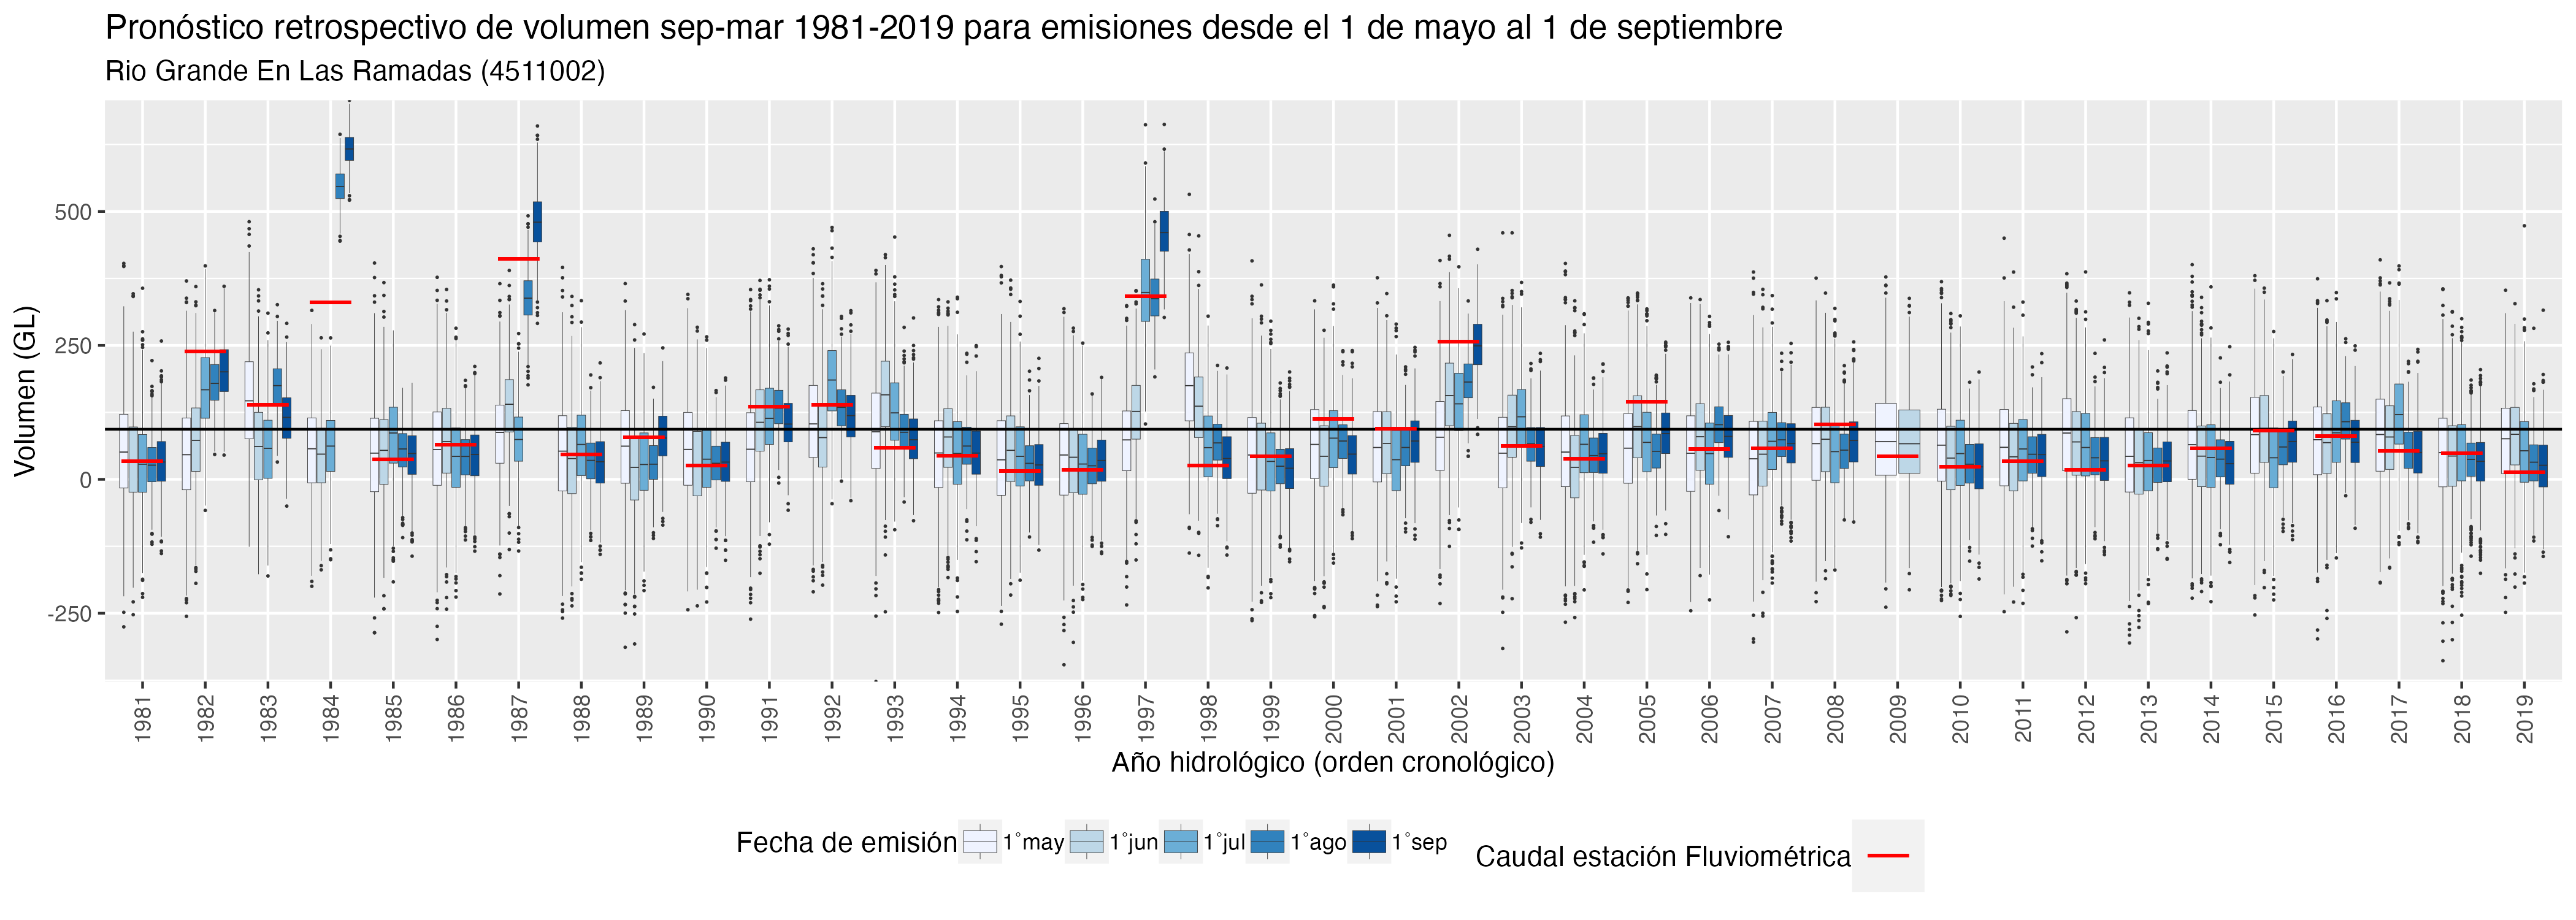 Pronóstico retrospectivo de volumen sep-mar 1981-2019 para emisiones desde el 1 de mayo al 1 de septiembre
Rio Grande En Las Ramadas (4511002)
Volumen (GL)
500
250
0
-250
1981 1982 1983 1984 1985 1986 1987 1988 1989 1990 1991 1992 1993 1994 1995 1996 1997 1998 1999 2000 2001 2002 2003 2004 2005 2006 2007 2008 2009 2010 2011 2012 2013 2014 2015 2016 2017 2018 2019
Año hidrológico (orden cronológico)
Fecha de emisión 1°may 1°jun 1°jul 1°ago 1°sep
Caudal estación Fluviométrica